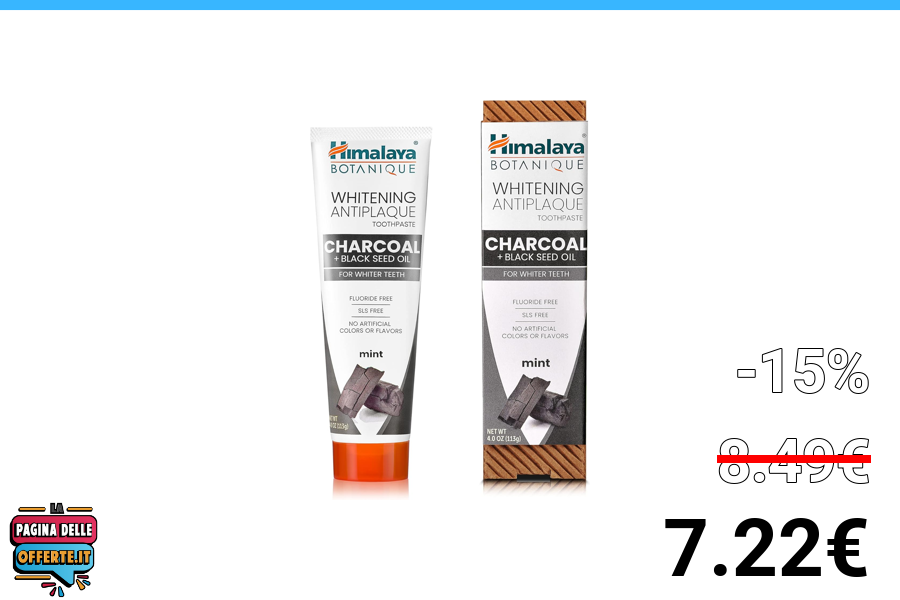 Himalaya
BOTANIQUE
WHITENING
ANTIPLAQUE
TOOTHPASTE
CHARCOAL
+ BLACK SEED OIL
FOR WHITER TEETH
FLUORIDE FREE
SLS FREE
NO ARTIFICIAL
COLORS OR FLAVORS
mint
Himalaya
BOTANIQUE
WHITENING
ANTIPLAQUE
TOOTHPASTE
CHARCOAL
+ BLACK SEED OIL
FOR WHITER TEETH
FLUORIDE FREE
SLS FREE
NO ARTIFICIAL
COLORS OR FLAVORS
mint
NET WT
4.0 OZ (113g)
-15%
8.49€
7.22€
LA
PAGINA DELLE
OFFERTE.IT